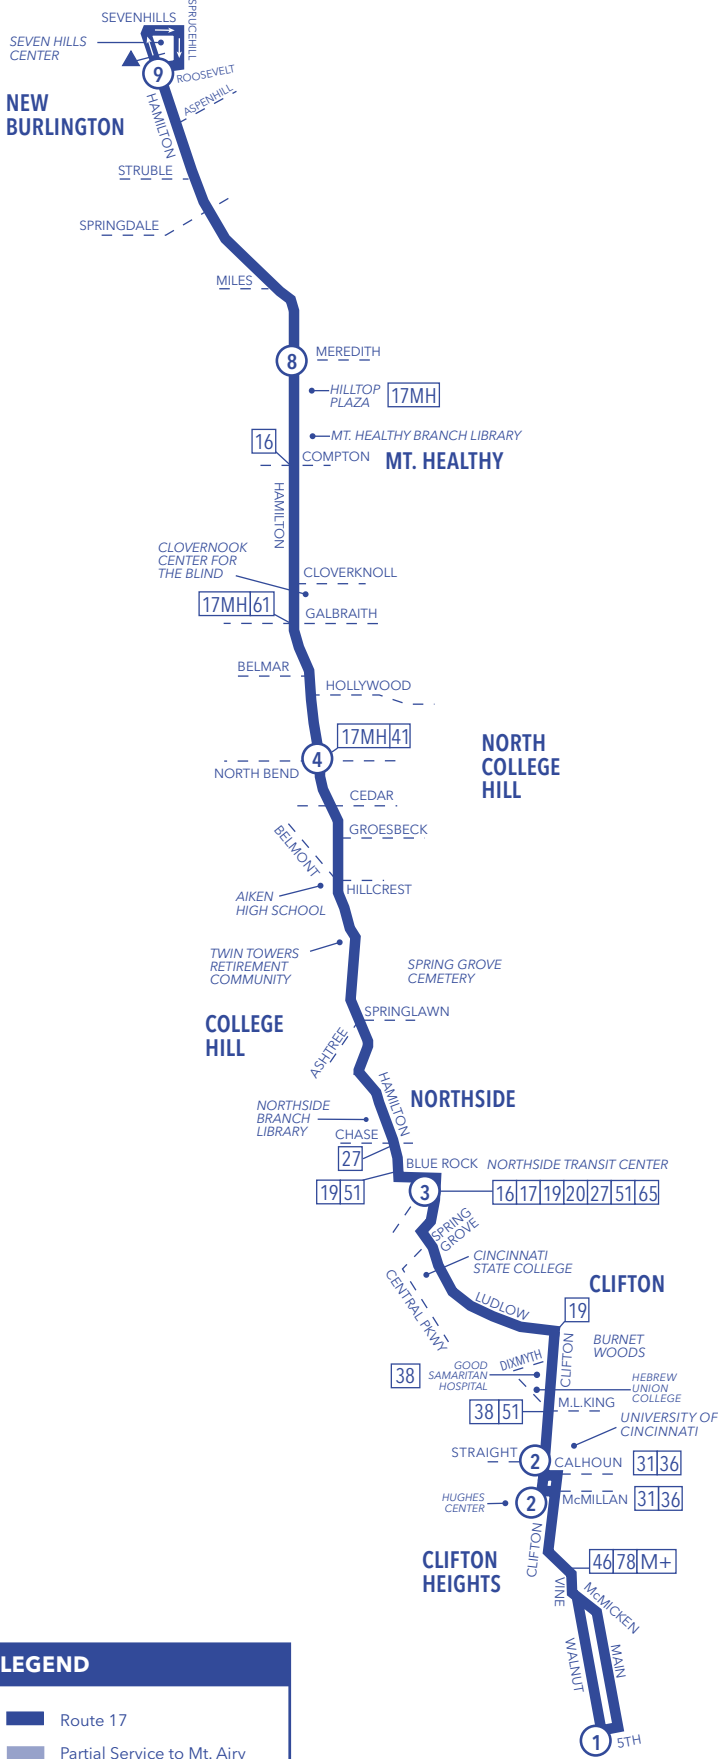 SEVENHILLS
SPRUCEHILL
SEVEN HILLS
CENTER
9
ROOSEVELT
NEW
BURLINGTON
HAMILTON
ASPENHILL
STRUBLE
SPRINGDALE
MILES
8
MEREDITH
HILLTOP
PLAZA
17MH
16
MT. HEALTHY BRANCH LIBRARY
COMPTON
MT. HEALTHY
HAMILTON
CLOVERNOOK
CENTER FOR
THE BLIND
CLOVERKNOLL
17MH 61
GALBRAITH
BELMAR
HOLLYWOOD
17MH 41
4
NORTH BEND
NORTH
COLLEGE
HILL
CEDAR
GROESBECK
BELMONT
HILLCREST
AIKEN
HIGH SCHOOL
TWIN TOWERS
RETIREMENT
COMMUNITY
SPRING GROVE
CEMETERY
SPRINGLAWN
COLLEGE
HILL
ASHTREE
HAMILTON
NORTHSIDE
NORTHSIDE
BRANCH
LIBRARY
CHASE
27
BLUE ROCK
NORTHSIDE TRANSIT CENTER
19 51
3
16 17 19 20 27 51 65
SPRING
GROVE
CINCINNATI
STATE COLLEGE
CENTRAL PKWY
LUDLOW
CLIFTON
19
CLIFTON
BURNET
WOODS
DIXMYTH
38
GOOD
SAMARITAN
HOSPITAL
HEBREW
UNION
COLLEGE
M.L.KING
38 51
UNIVERSITY OF
CINCINNATI
STRAIGHT
2
CALHOUN
31 36
HUGHES
CENTER
2
McMILLAN
31 36
CLIFTON
CLIFTON
HEIGHTS
46 78 M+
VINE
McMICKEN
WALNUT
MAIN
1
5TH
LEGEND
Route 17
Partial Service to Mt. Airy